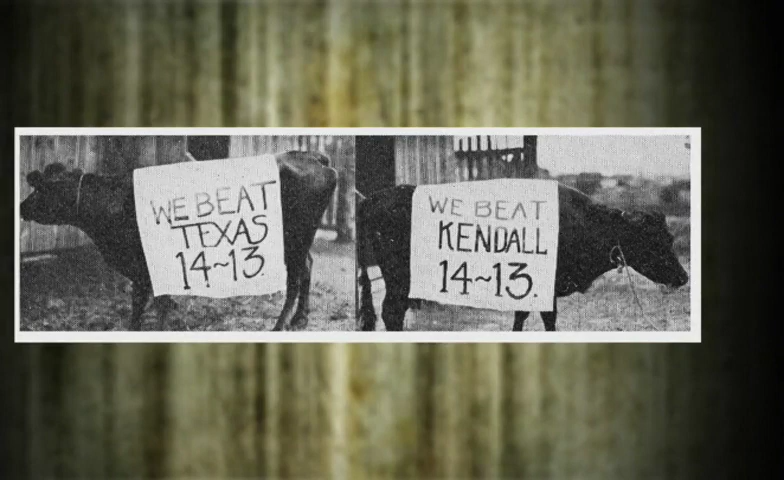 WE BEAT
TEXAS
14~13
WE BEAT
KENDALL
14~13.